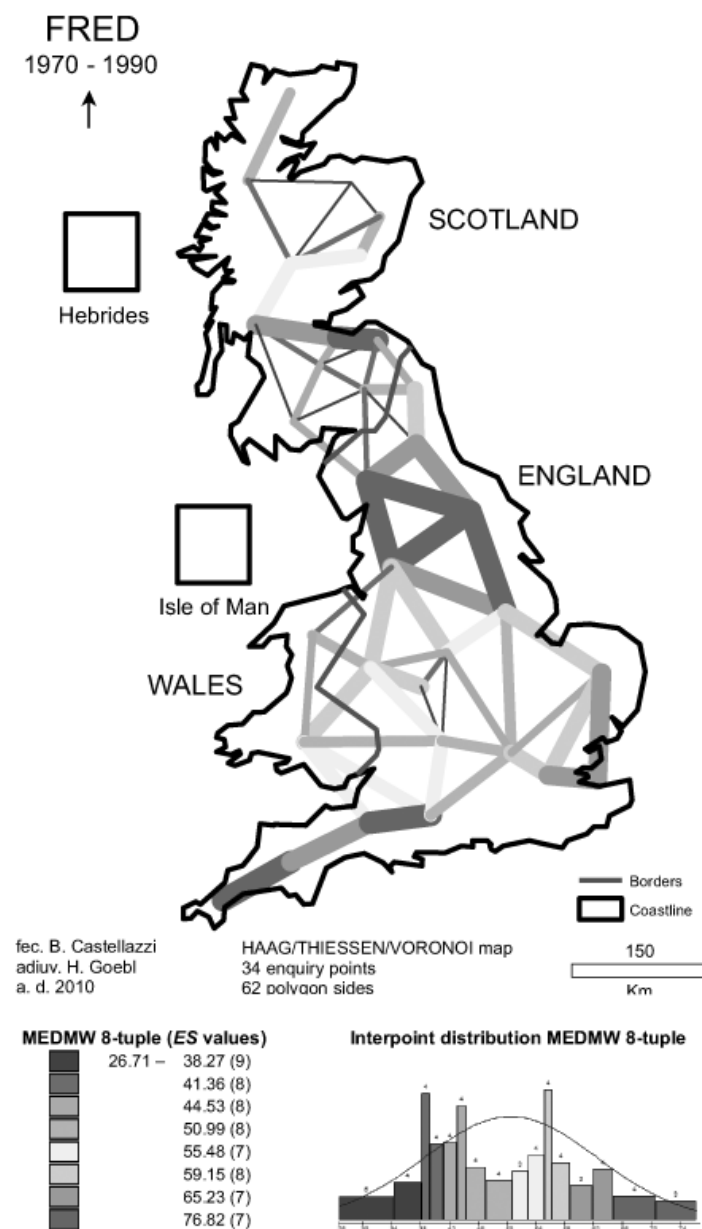 FRED
1970 - 1990
SCOTLAND
Hebrides
ENGLAND
Isle of Man
WALES
Borders
Coastline
fec. B. Castellazzi
adiuv. H. Goebl
a. d. 2010
HAAG/THIESSEN/VORONOI map
34 enquiry points
62 polygon sides
150
Km
MEDMW 8-tuple (ES values)
26.71 – 38.27 (9)
41.36 (8)
44.53 (8)
50.99 (8)
55.48 (7)
59.15 (8)
65.23 (7)
76.82 (7)
Interpoint distribution MEDMW 8-tuple